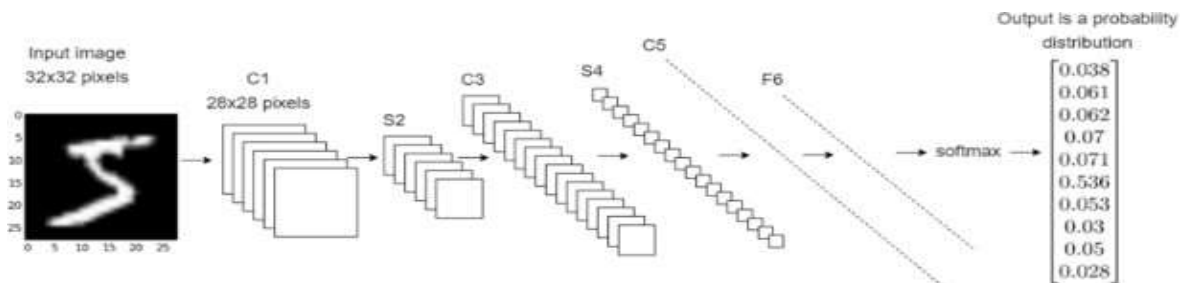 Input image
32x32 pixels
0
5
10
15
20
25
0 5 10 15 20 25
C1
28x28 pixels
S2
C3
S4
C5
F6
softmax
Output is a probability
distribution
0.038
0.061
0.062
0.07
0.071
0.536
0.053
0.03
0.05
0.028